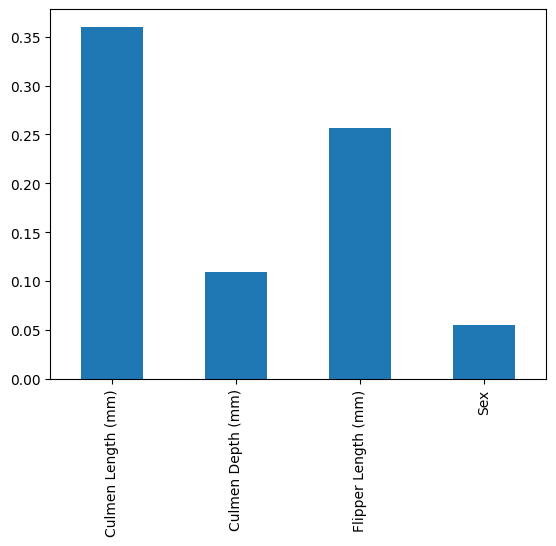 0.35
0.30
0.25
0.20
0.15
0.10
0.05
0.00
Culmen Length (mm)
Culmen Depth (mm)
Flipper Length (mm)
Sex